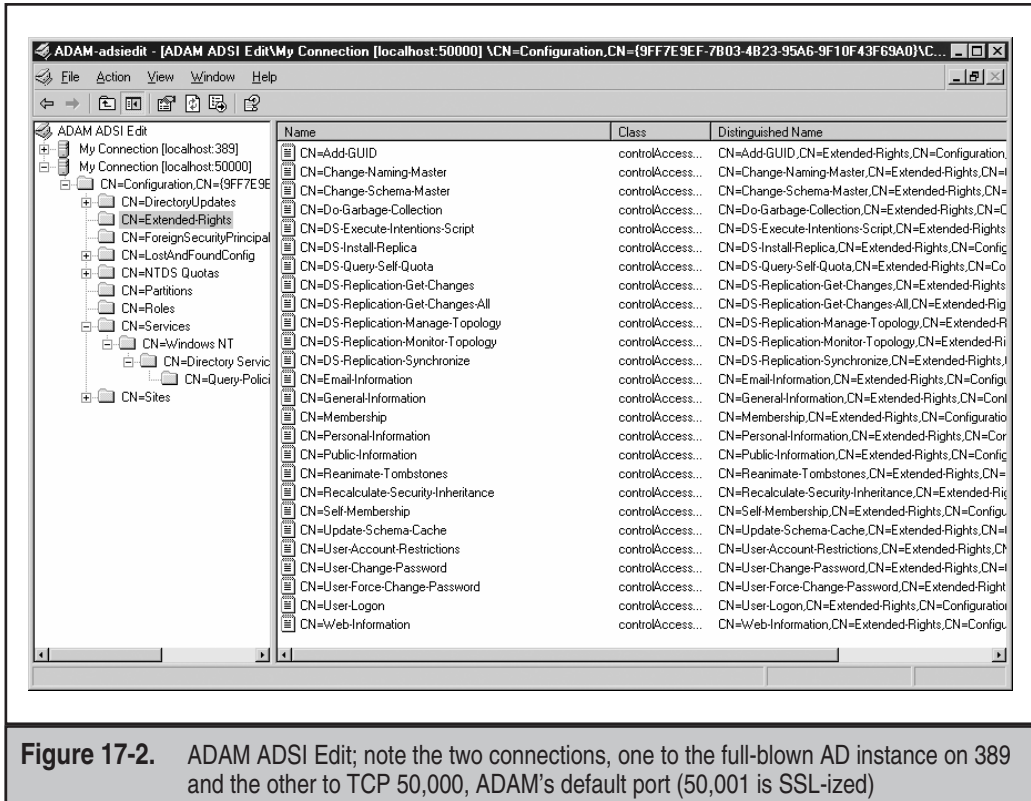 ADAM-adsiedit - [ADAM ADSI Edit\My Connection [localhost:50000] \CN=Configuration,CN={9FF7E9EF-7B03-4B23-95A6-9F10F43F69A0}\C...
File Action View Window Help
ADAM ADSI Edit
My Connection [localhost:389]
My Connection [localhost:50000]
CN=Configuration,CN={9FF7E9E
CN=DirectoryUpdates
CN=Extended-Rights
CN=ForeignSecurityPrincipal
CN=LostAndFoundConfig
CN=NTDS Quotas
CN=Partitions
CN=Roles
CN=Services
CN=Windows NT
CN=Directory Servic
CN=Query-Polici
CN=Sites
Name Class Distinguished Name
CN=Add-GUID controlAccess... CN=Add-GUID,CN=Extended-Rights,CN=Configuration,
CN=Change-Naming-Master controlAccess... CN=Change-Naming-Master,CN=Extended-Rights,CN=
CN=Change-Schema-Master controlAccess... CN=Change-Schema-Master,CN=Extended-Rights,CN=
CN=Do-Garbage-Collection controlAccess... CN=Do-Garbage-Collection,CN=Extended-Rights,CN=C
CN=DS-Execute-Intentions-Script controlAccess... CN=DS-Execute-Intentions-Script,CN=Extended-Rights
CN=DS-Install-Replica controlAccess... CN=DS-Install-Replica,CN=Extended-Rights,CN=Config
CN=DS-Query-Self-Quota controlAccess... CN=DS-Query-Self-Quota,CN=Extended-Rights,CN=Co
CN=DS-Replication-Get-Changes controlAccess... CN=DS-Replication-Get-Changes,CN=Extended-Rights
CN=DS-Replication-Get-Changes-All controlAccess... CN=DS-Replication-Get-Changes-All,CN=Extended-Rig
CN=DS-Replication-Manage-Topology controlAccess... CN=DS-Replication-Manage-Topology,CN=Extended-R
CN=DS-Replication-Monitor-Topology controlAccess... CN=DS-Replication-Monitor-Topology,CN=Extended-Ri
CN=DS-Replication-Synchronize controlAccess... CN=DS-Replication-Synchronize,CN=Extended-Rights,
CN=Email-Information controlAccess... CN=Email-Information,CN=Extended-Rights,CN=Configu
CN=General-Information controlAccess... CN=General-Information,CN=Extended-Rights,CN=Conf
CN=Membership controlAccess... CN=Membership,CN=Extended-Rights,CN=Configuratio
CN=Personal-Information controlAccess... CN=Personal-Information,CN=Extended-Rights,CN=Cor
CN=Public-Information controlAccess... CN=Public-Information,CN=Extended-Rights,CN=Config
CN=Reanimate-Tombstones controlAccess... CN=Reanimate-Tombstones,CN=Extended-Rights,CN=
CN=Recalculate-Security-Inheritance controlAccess... CN=Recalculate-Security-Inheritance,CN=Extended-Rig
CN=Self-Membership controlAccess... CN=Self-Membership,CN=Extended-Rights,CN=Configu
CN=Update-Schema-Cache controlAccess... CN=Update-Schema-Cache,CN=Extended-Rights,CN=
CN=User-Account-Restrictions controlAccess... CN=User-Account-Restrictions,CN=Extended-Rights,CN
CN=User-Change-Password controlAccess... CN=User-Change-Password,CN=Extended-Rights,CN=
CN=User-Force-Change-Password controlAccess... CN=User-Force-Change-Password,CN=Extended-Right
CN=User-Logon controlAccess... CN=User-Logon,CN=Extended-Rights,CN=Configuration
CN=Web-Information controlAccess... CN=Web-Information,CN=Extended-Rights,CN=Configu
Figure 17-2. ADAM ADSI Edit; note the two connections, one to the full-blown AD instance on 389
and the other to TCP 50,000, ADAM's default port (50,001 is SSL-ized)